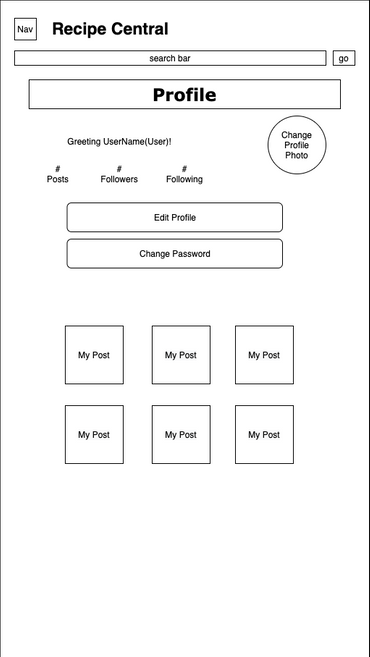 Nav
Recipe Central
search bar
go
Profile
Greeting UserName(User)!
Change
Profile
Photo
# # #
Posts Followers Following
Edit Profile
Change Password
My Post My Post My Post
My Post My Post My Post